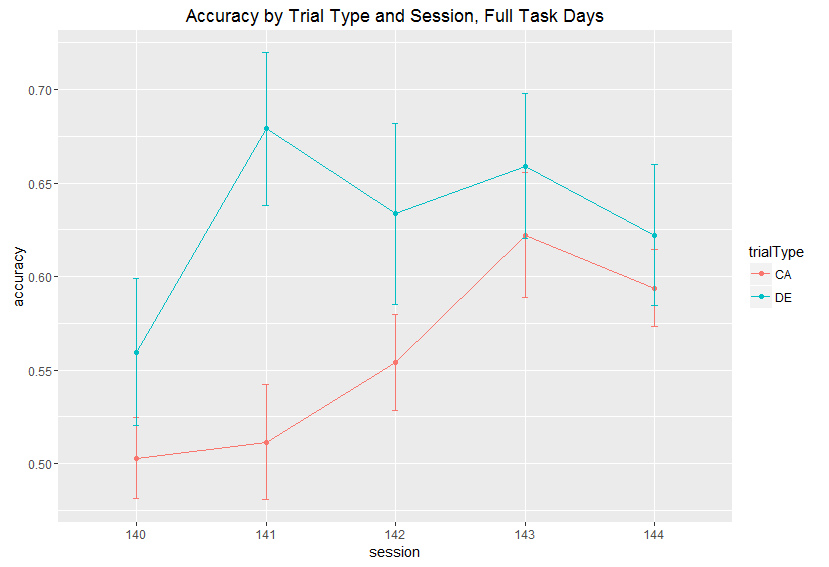 Accuracy by Trial Type and Session, Full Task Days
accuracy
0.70
0.65
0.60
0.55
0.50
140 141 142 143 144
session
trialType
CA
DE